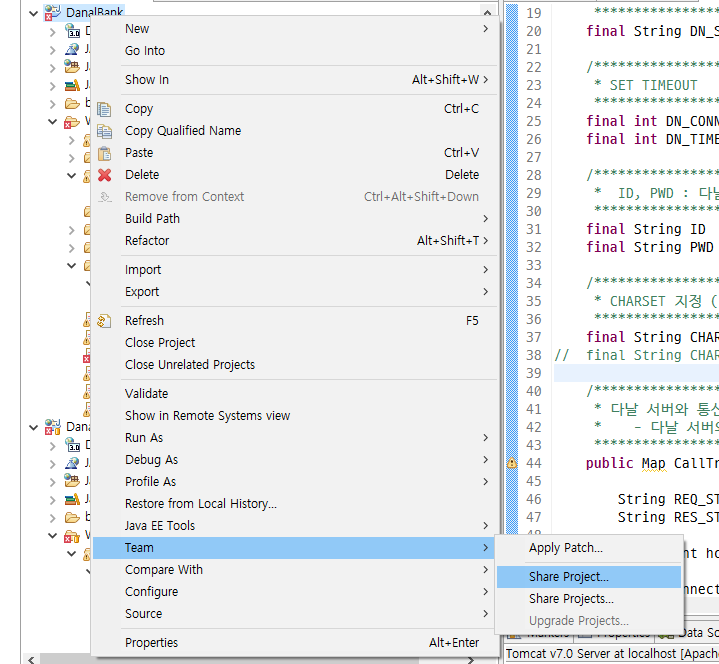 DanalBank
New
Go Into
Show In Alt+Shift+W
Copy Ctrl+C
Copy Qualified Name
Paste Ctrl+V
Delete Delete
Remove from Context Ctrl+Alt+Shift+Down
Build Path
Refactor Alt+Shift+T
Import
Export
Refresh F5
Close Project
Close Unrelated Projects
Validate
Show in Remote Systems view
Run As
Debug As
Profile As
Restore from Local History...
Java EE Tools
Team
Compare With
Configure
Source
Properties Alt+Enter
Apply Patch...
Share Project...
Share Projects...
Upgrade Projects...
19 ****************
20 final String DN_S
21
22 /****************
23 * SET TIMEOUT
24 ****************
25 final int DN_CONN
26 final int DN_TIME
27
28 /****************
29 * ID, PWD : 다날
30 ****************
31 final String ID
32 final String PWD
33
34 /****************
35 * CHARSET 지정 (
36 ****************
37 final String CHAR
38 // final String CHAR
39
40 /****************
41 * 다날 서버와 통신
42 * - 다날 서버의
43 ****************
44 public Map CallTr
45
46 String REQ_ST
47 String RES_ST
Markers Properties Data So
Tomcat v7.0 Server at localhost [Apache